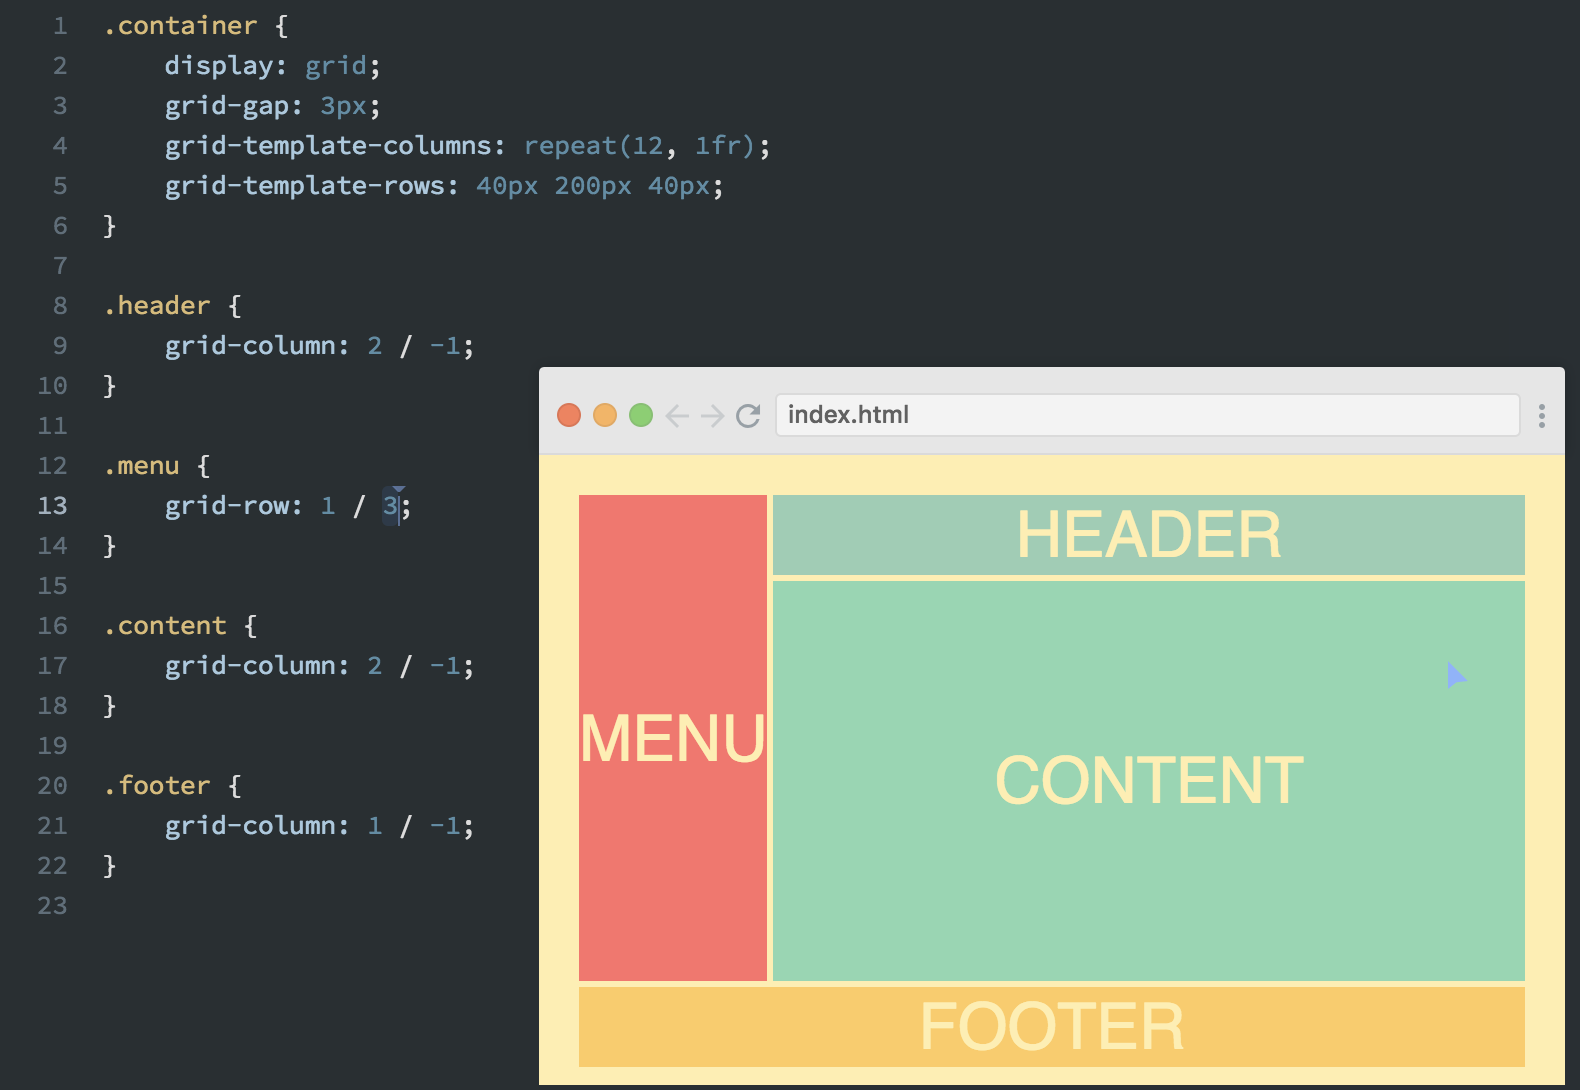 1 .container {
2     display: grid;
3     grid-gap: 3px;
4     grid-template-columns: repeat(12, 1fr);
5     grid-template-rows: 40px 200px 40px;
6 }
7
8 .header {
9     grid-column: 2 / -1;
10 }
11
12 .menu {
13     grid-row: 1 / 3;
14 }
15
16 .content {
17     grid-column: 2 / -1;
18 }
19
20 .footer {
21     grid-column: 1 / -1;
22 }
23
index.html
HEADER
MENU
CONTENT
FOOTER